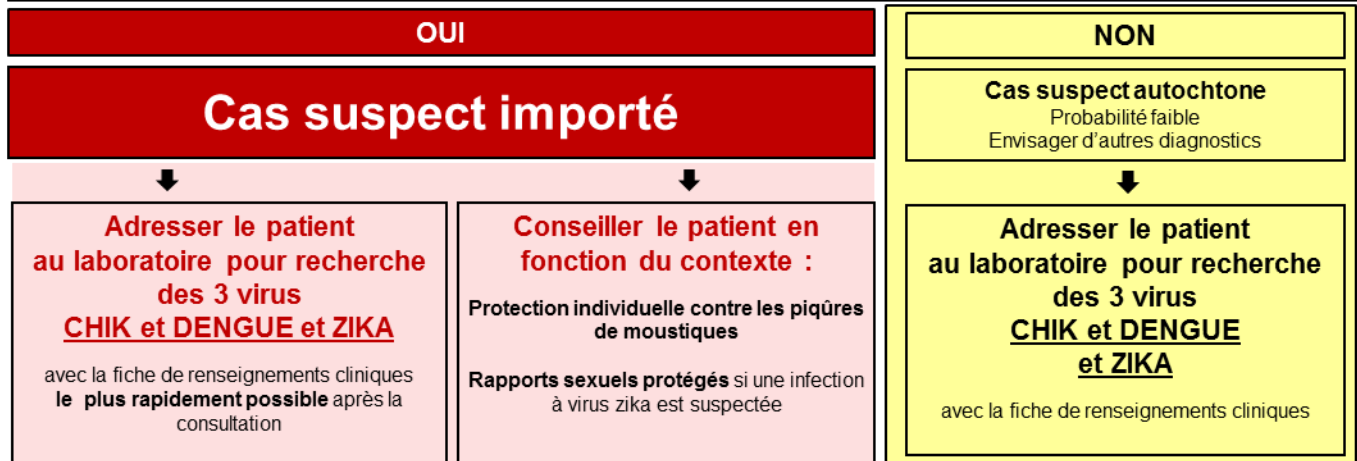 OUI
Cas suspect importé
Adresser le patient
au laboratoire pour recherche
des 3 virus
CHIK et DENGUE et ZIKA
avec la fiche de renseignements cliniques
le plus rapidement possible après la
consultation
Conseiller le patient en
fonction du contexte :
Protection individuelle contre les piqûres
de moustiques
Rapports sexuels protégés si une infection
à virus zika est suspectée
NON
Cas suspect autochtone
Probabilité faible
Envisager d'autres diagnostics
Adresser le patient
au laboratoire pour recherche
des 3 virus
CHIK et DENGUE
et ZIKA
avec la fiche de renseignements cliniques